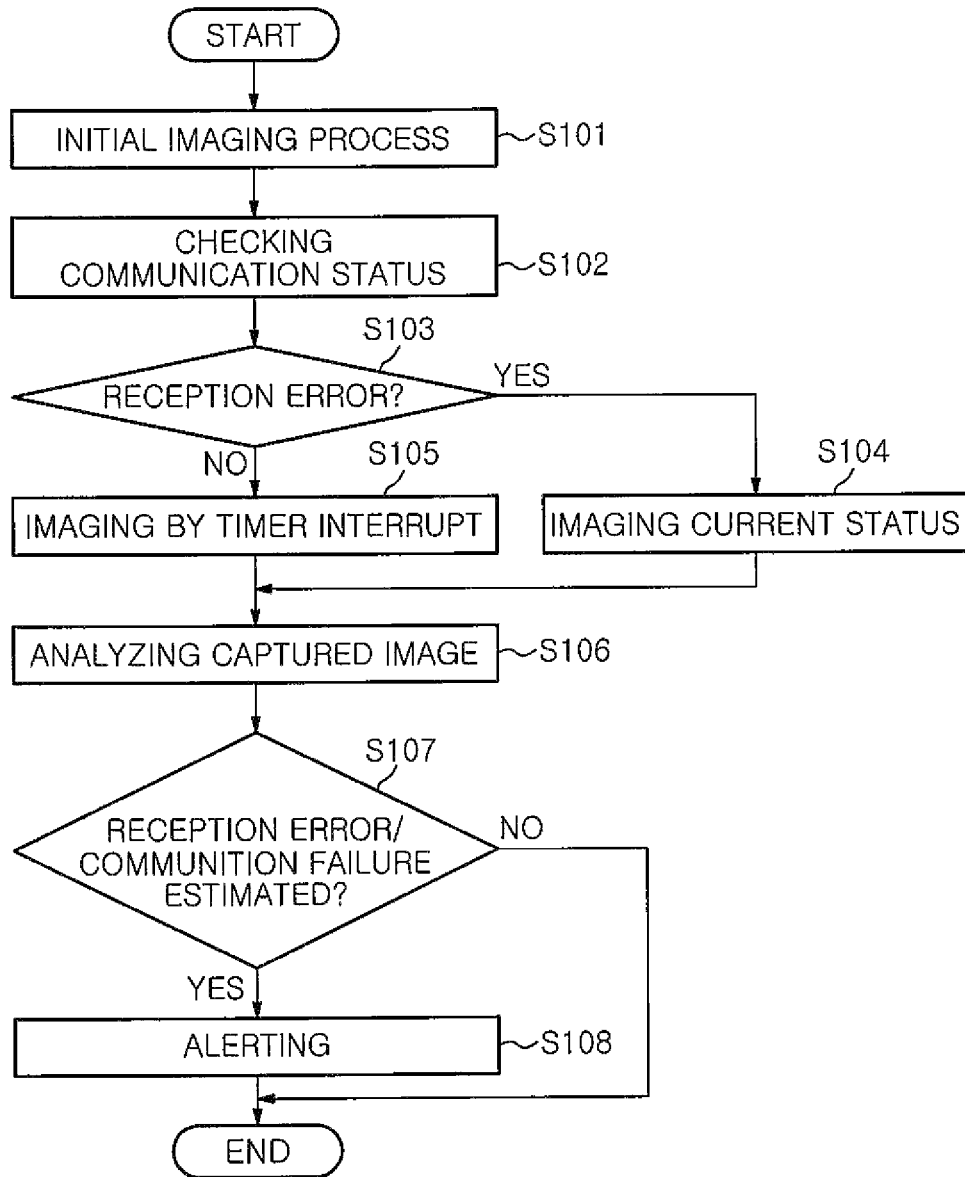 START
INITIAL IMAGING PROCESS
S101
CHECKING
COMMUNICATION STATUS
S102
S103
RECEPTION ERROR?
YES
NO
S105
S104
IMAGING BY TIMER INTERRUPT
IMAGING CURRENT STATUS
ANALYZING CAPTURED IMAGE
S106
S107
RECEPTION ERROR/
COMMUNITION FAILURE
ESTIMATED?
NO
YES
ALERTING
S108
END